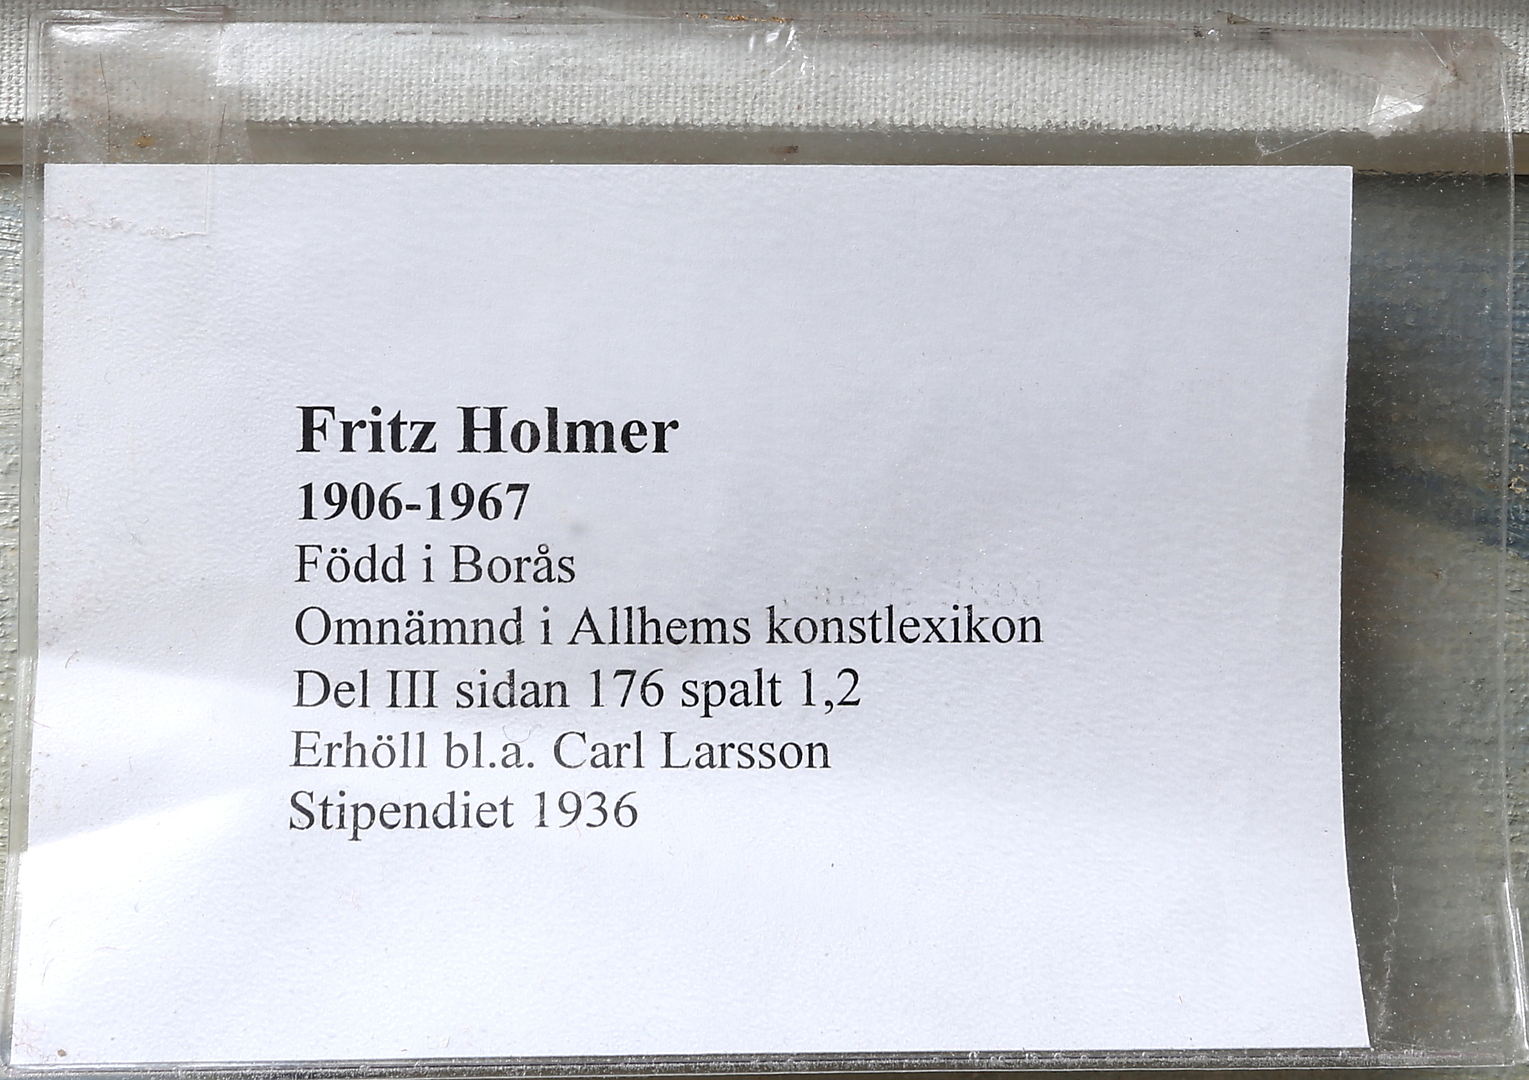 Fritz Holmer
1906-1967
Född i Borås
Omnämnd i Allhems konstlexikon
Del III sidan 176 spalt 1,2
Erhöll bl.a. Carl Larsson
Stipendiet 1936